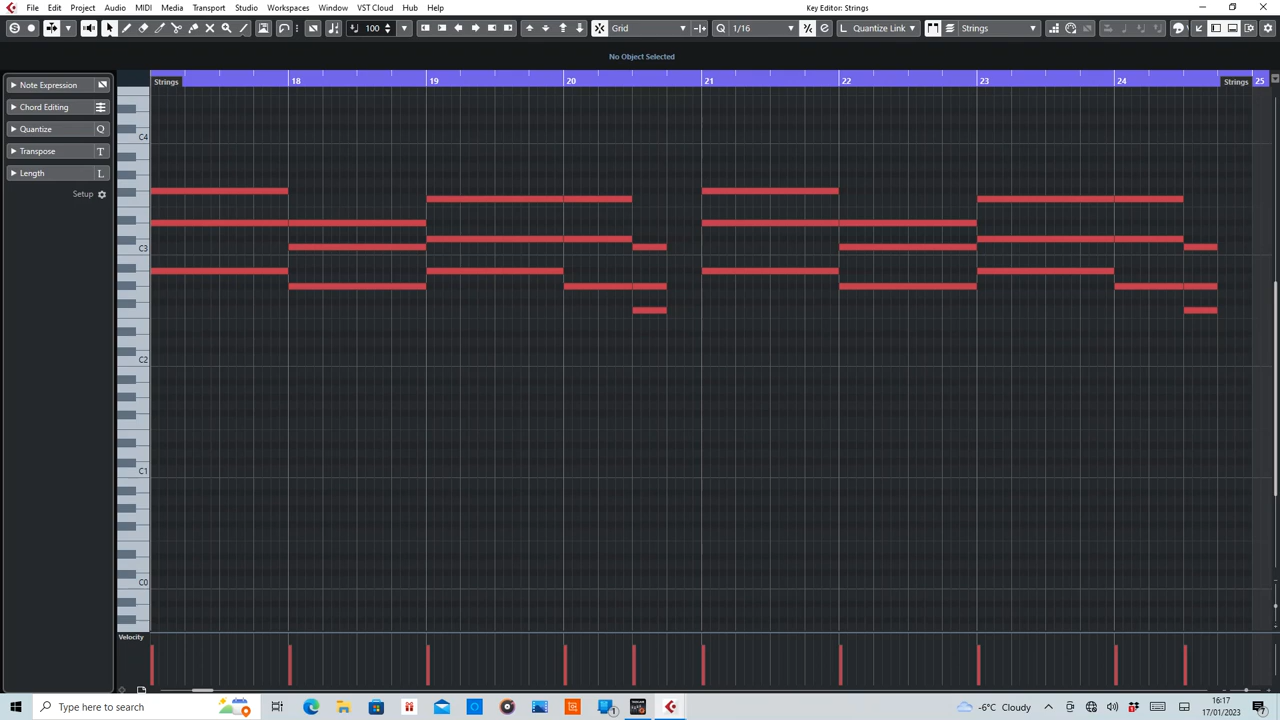 Key Editor: Strings
File Edit Project Audio MIDI Media Transport Studio Workspaces Window VST Cloud Hub Help
100 Grid Q 1/16 L Quantize Link Strings
No Object Selected
Strings 18 19 20 21 22 23 24 Strings 25
Note Expression
Chord Editing
Quantize Q
Transpose T
Length L
Setup
C4
C3
C2
C1
C0
Velocity
Type here to search
-6°C Cloudy
16:17
17/01/2023